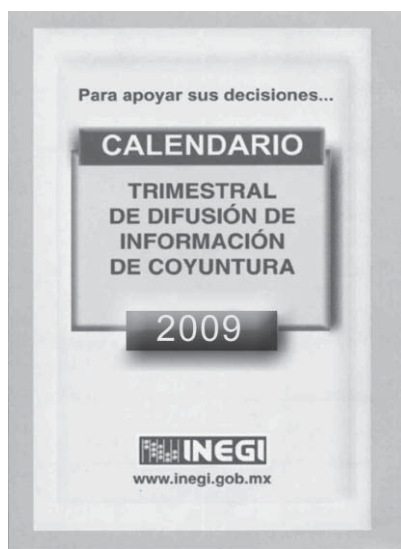 Para apoyar sus decisiones...
CALENDARIO
TRIMESTRAL
DE DIFUSIÓN DE
INFORMACIÓN
DE COYUNTURA
2009
INEGI
www.inegi.gob.mx